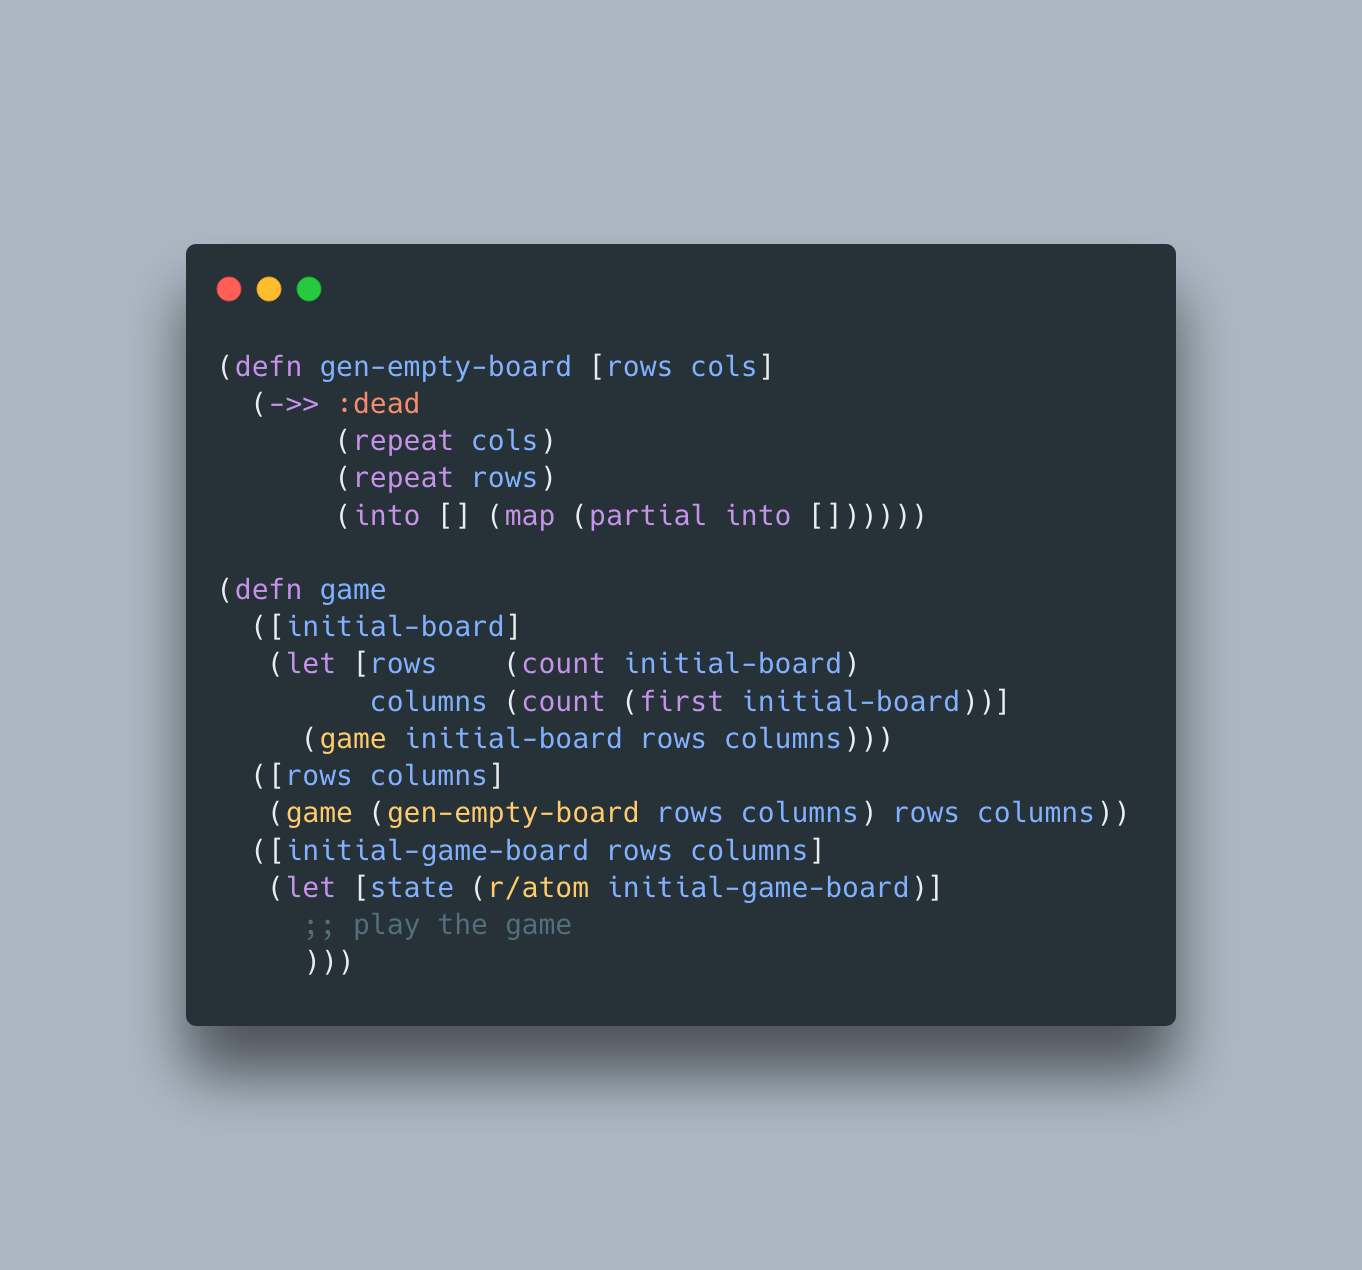 (defn gen-empty-board [rows cols]
  (->> :dead
       (repeat cols)
       (repeat rows)
       (into [] (map (partial into [])))))

(defn game
  ([initial-board]
   (let [rows    (count initial-board)
         columns (count (first initial-board))]
     (game initial-board rows columns)))
  ([rows columns]
   (game (gen-empty-board rows columns) rows columns))
  ([initial-game-board rows columns]
   (let [state (r/atom initial-game-board)]
     ;; play the game
     )))